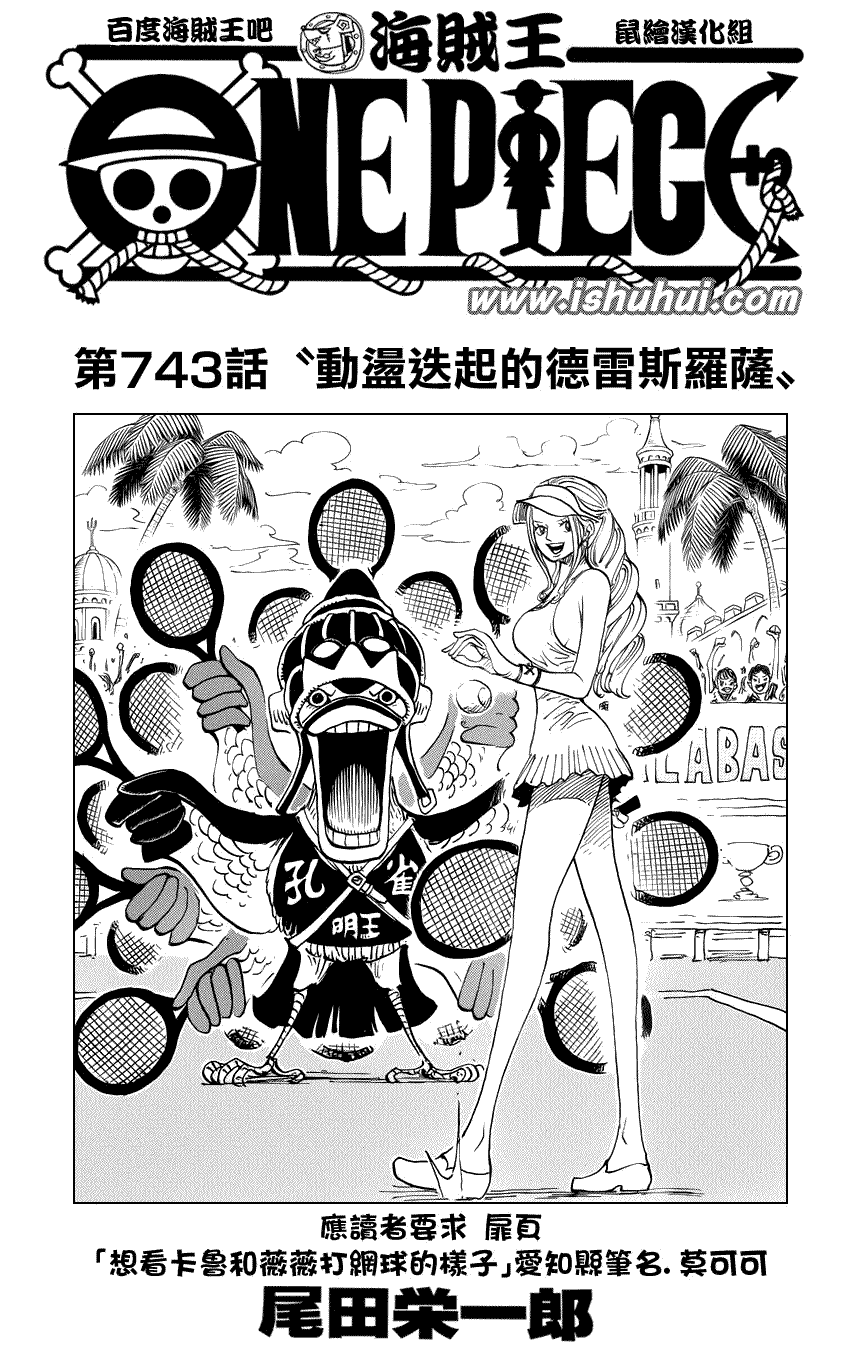 百度海賊王吧
海賊王
鼠繪漢化組
ONE PIECE
www.ishuhui.com
第743話〝動盪迭起的德雷斯羅薩〟
ALABAS
孔雀
明王
應讀者要求 扉頁
「想看卡魯和薇薇打網球的樣子」愛知縣筆名.莫可可
尾田栄一郎